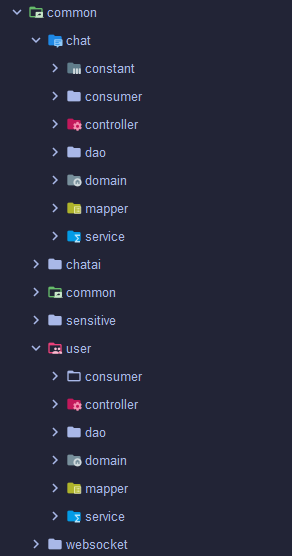 common
chat
constant
consumer
controller
dao
domain
mapper
service
chatai
common
sensitive
user
consumer
controller
dao
domain
mapper
service
websocket